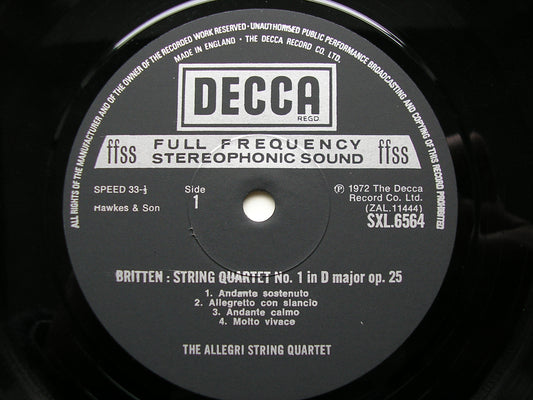 ALL RIGHTS OF THE MANUFACTURER AND OF THE OWNER OF THE RECORDED WORK RESERVED · UNAUTHORISED PUBLIC PERFORMANCE BROADCASTING AND COPYING OF THIS RECORD PROHIBITED
MADE IN ENGLAND · THE DECCA RECORD CO. LTD.
DECCA
REGD.
ffss FULL FREQUENCY STEREOPHONIC SOUND ffss
SPEED 33-⅓
Side
1
Hawkes & Son
℗ 1972 The Decca
Record Co. Ltd.
(ZAL.11444)
SXL.6564
BRITTEN : STRING QUARTET No. 1 in D major op. 25
1. Andante sostenuto
2. Allegretto con slancio
3. Andante calmo
4. Molto vivace
THE ALLEGRI STRING QUARTET